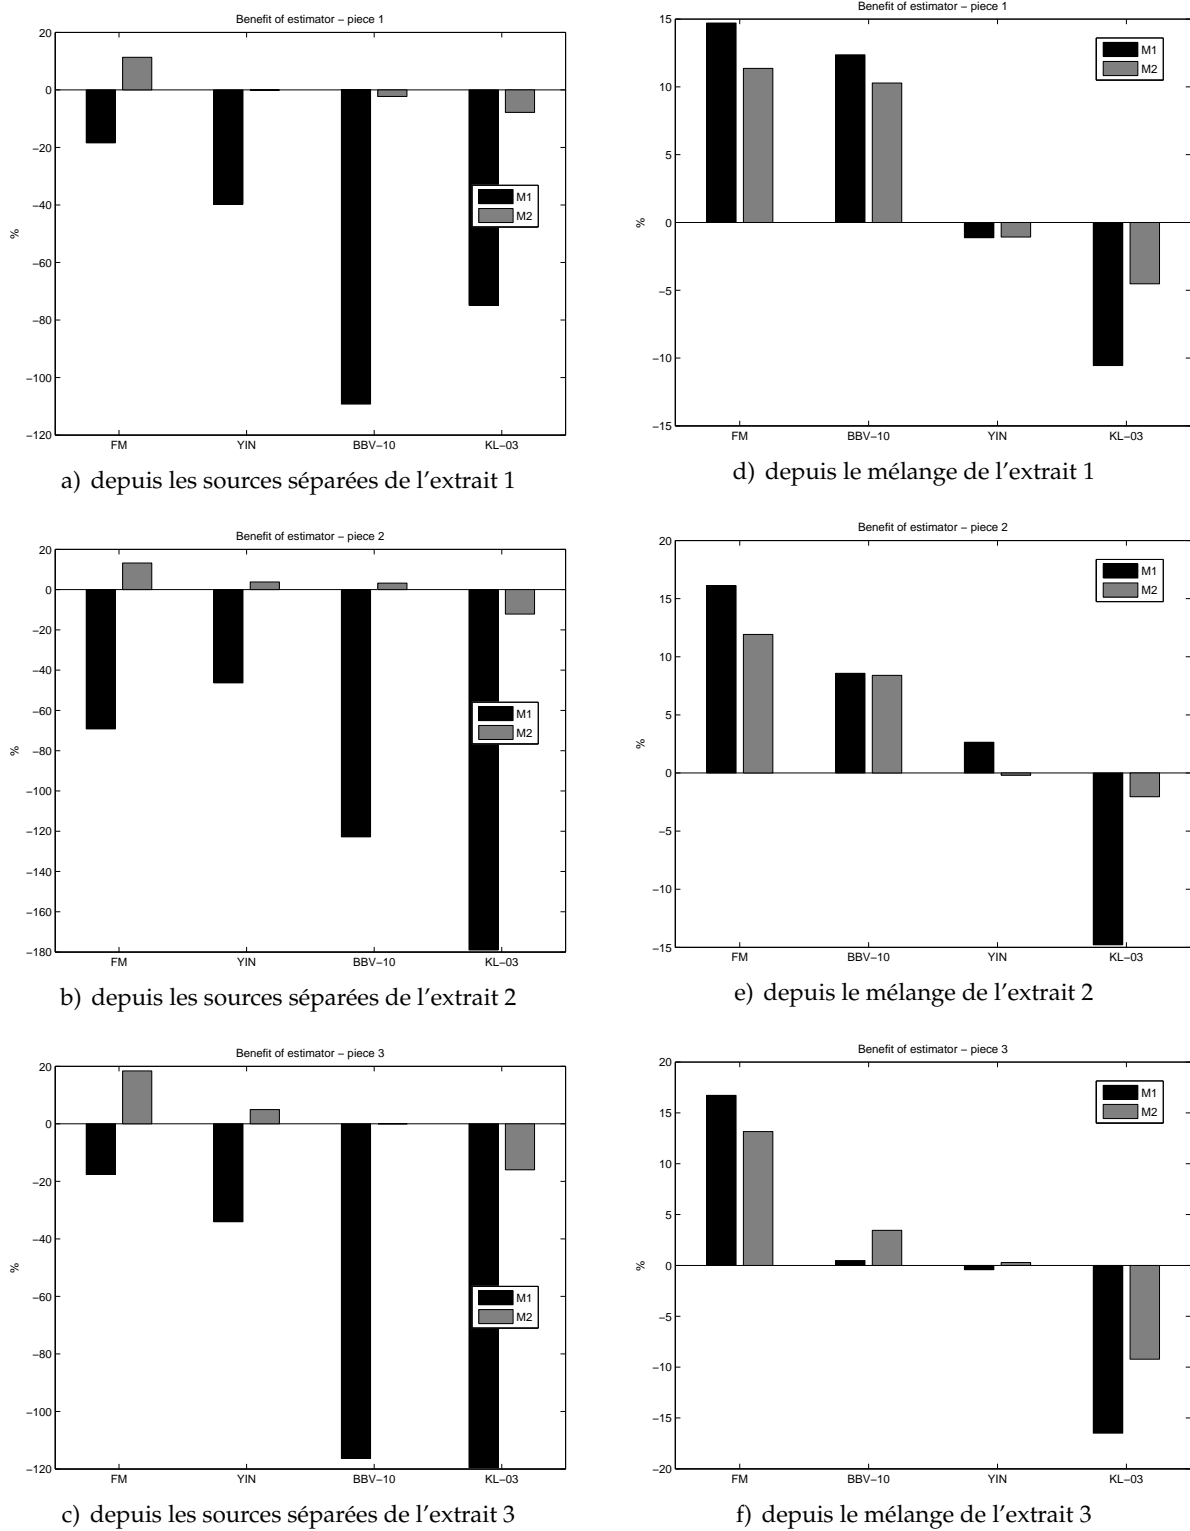 Benefit of estimator – piece 1
20
0
−20
−40
−60
−80
−100
−120
%
M1
M2
FM YIN BBV−10 KL−03
a) depuis les sources séparées de l'extrait 1
Benefit of estimator – piece 1
15
10
5
0
−5
−10
−15
%
M1
M2
FM BBV−10 YIN KL−03
d) depuis le mélange de l'extrait 1
Benefit of estimator – piece 2
20
0
−20
−40
−60
−80
−100
−120
−140
−160
−180
%
M1
M2
FM YIN BBV−10 KL−03
b) depuis les sources séparées de l'extrait 2
Benefit of estimator – piece 2
20
15
10
5
0
−5
−10
−15
%
M1
M2
FM BBV−10 YIN KL−03
e) depuis le mélange de l'extrait 2
Benefit of estimator – piece 3
20
0
−20
−40
−60
−80
−100
−120
%
M1
M2
FM YIN BBV−10 KL−03
c) depuis les sources séparées de l'extrait 3
Benefit of estimator – piece 3
20
15
10
5
0
−5
−10
−15
−20
%
M1
M2
FM BBV−10 YIN KL−03
f) depuis le mélange de l'extrait 3